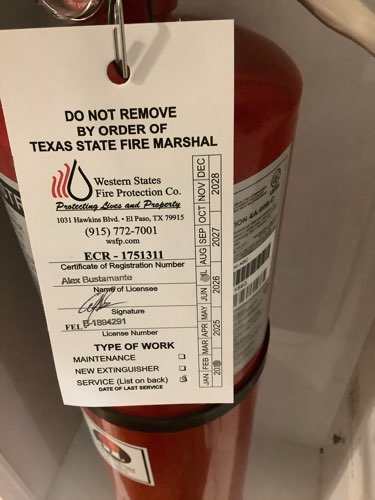 DO NOT REMOVE
BY ORDER OF
TEXAS STATE FIRE MARSHAL
Western States
Fire Protection Co.
Protecting Lives and Property
1031 Hawkins Blvd. • El Paso, TX 79915
(915) 772-7001
wsfp.com
ECR - 1751311
Certificate of Registration Number
Alex Bustamante
Name of Licensee
Signature
FEL B-1894291
License Number
TYPE OF WORK
MAINTENANCE
NEW EXTINGUISHER
SERVICE (List on back)
DATE OF LAST SERVICE
JAN FEB MAR APR MAY JUN NOV DEC AUG SEP OCT
2025 2026 2027 2028